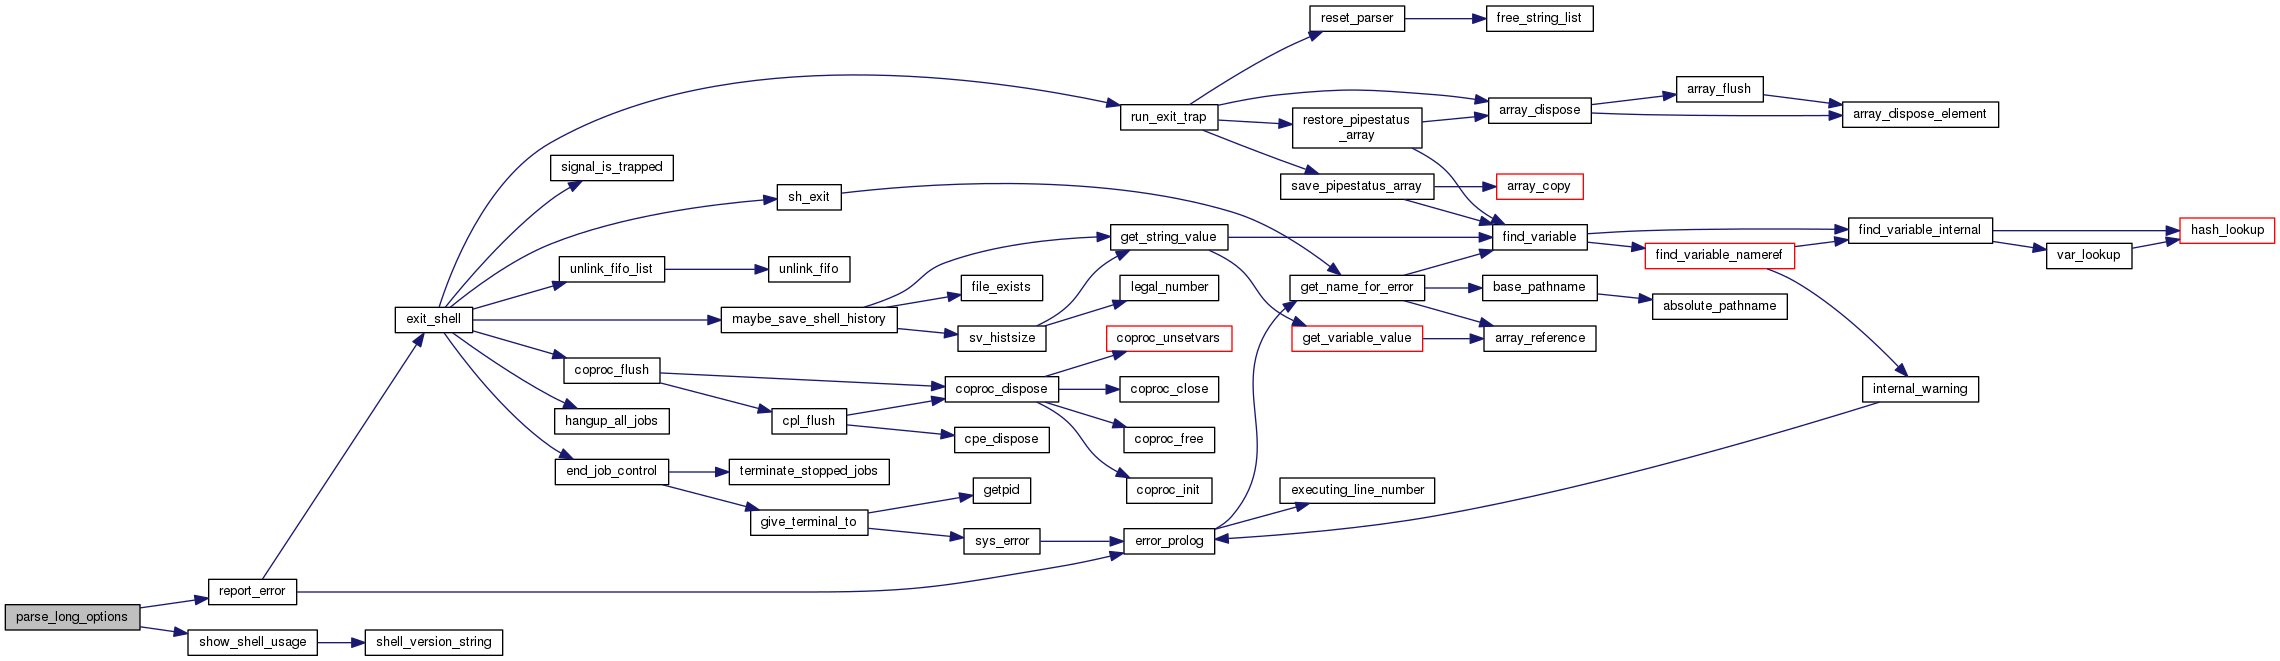 reset_parser
free_string_list
array_flush
array_dispose
array_dispose_element
run_exit_trap
restore_pipestatus
_array
signal_is_trapped
save_pipestatus_array
array_copy
sh_exit
get_string_value
find_variable
find_variable_internal
hash_lookup
find_variable_nameref
var_lookup
unlink_fifo_list
unlink_fifo
file_exists
legal_number
get_name_for_error
base_pathname
absolute_pathname
exit_shell
maybe_save_shell_history
sv_histsize
coproc_unsetvars
get_variable_value
array_reference
coproc_flush
coproc_dispose
coproc_close
internal_warning
hangup_all_jobs
cpl_flush
cpe_dispose
coproc_free
end_job_control
terminate_stopped_jobs
getpid
coproc_init
executing_line_number
give_terminal_to
sys_error
error_prolog
report_error
parse_long_options
show_shell_usage
shell_version_string